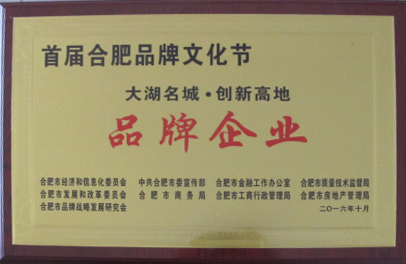 首届合肥品牌文化节
大湖名城·创新高地
品牌企业
合肥市经济和信息化委员会 中共合肥市委宣传部 合肥市金融工作办公室 合肥市质量技术监督局
合肥市发展和改革委员会 合肥市商务局 合肥市工商行政管理局 合肥市房地产管理局
合肥市品牌战略发展研究会 二〇一六年十月